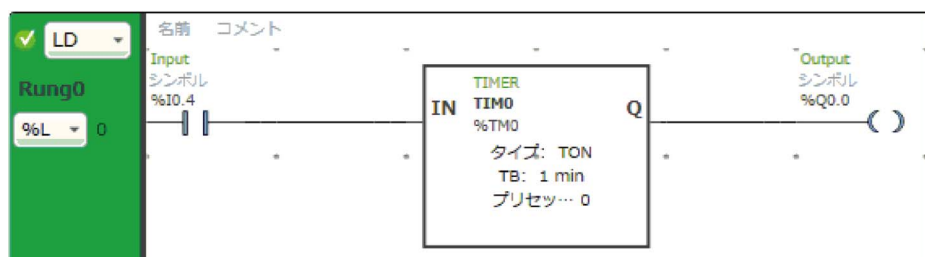 名前 コメント
LD
Rung0
%L 0
Input
シンボル
%I0.4
TIMER
IN TIM0 Q
%TM0
タイプ: TON
TB: 1 min
プリセッ… 0
Output
シンボル
%Q0.0